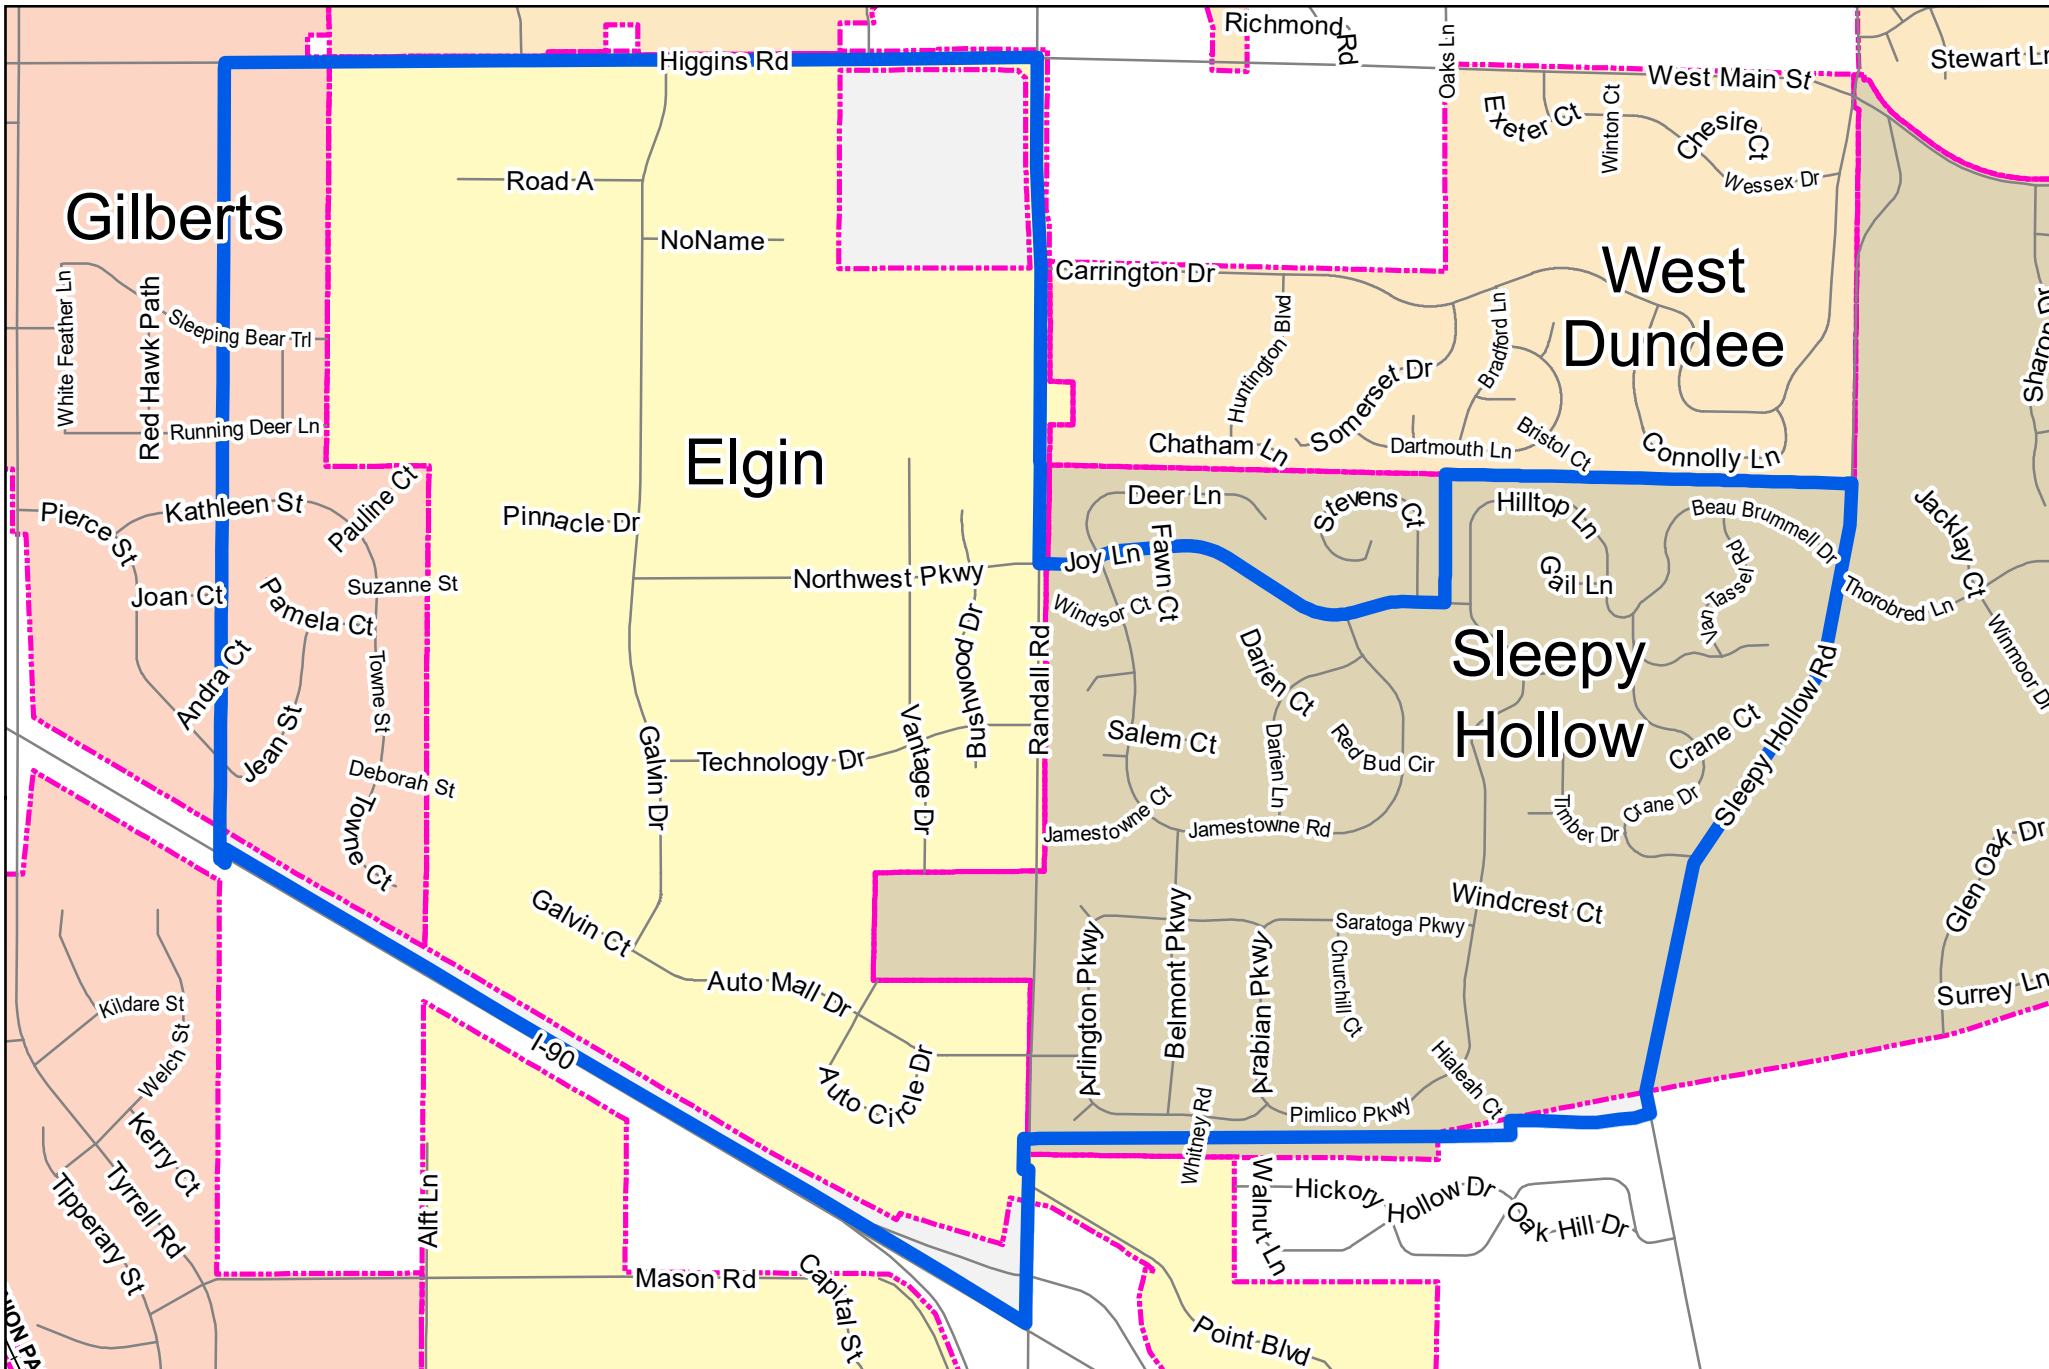 Richmond Rd
Oaks Ln
Stewart Ln
Higgins Rd
West Main St
Exeter Ct
Winton Ct
Chesire Ct
Wessex Dr
Road A
Gilberts
NoName
West
Dundee
Carrington Dr
White Feather Ln
Red Hawk Path
Sleeping Bear Trl
Huntington Blvd
Bradford Ln
Somerset Dr
Running Deer Ln
Elgin
Chatham Ln
Dartmouth Ln
Bristol Ct
Connolly Ln
Pauline Ct
Kathleen St
Pierce St
Pinnacle Dr
Deer Ln
Stevens Ct
Hilltop Ln
Beau Brummell Dr
Jacklay Ct
Joy Ln
Fawn Ct
Van Tassel Rd
Gail Ln
Northwest Pkwy
Suzanne St
Joan Ct
Pamela Ct
Windsor Ct
Thorobred Ln
Winmoor Dr
Bushwood Dr
Randall Rd
Darien Ct
Sleepy
Hollow
Andra Ct
Towne St
Jean St
Galvin Dr
Technology Dr
Vantage Dr
Salem Ct
Darien Ln
Red Bud Cir
Crane Ct
Sleepy Hollow Rd
Deborah St
Towne Ct
Jamestowne Ct
Jamestowne Rd
Timber Dr
Crane Dr
Glen Oak Dr
Galvin Ct
Windcrest Ct
Saratoga Pkwy
Arlington Pkwy
Belmont Pkwy
Arabian Pkwy
Churchill Ct
Auto Mall Dr
Surrey Ln
Kildare St
Welch St
I-90
Auto Circle Dr
Hialeah Ct
Pimlico Pkwy
Whitney Rd
Kerry Ct
Tyrrell Rd
Tipperary St
Alft Ln
Walnut Ln
Hickory Hollow Dr
Oak Hill Dr
Mason Rd
Capital St
Point Blvd